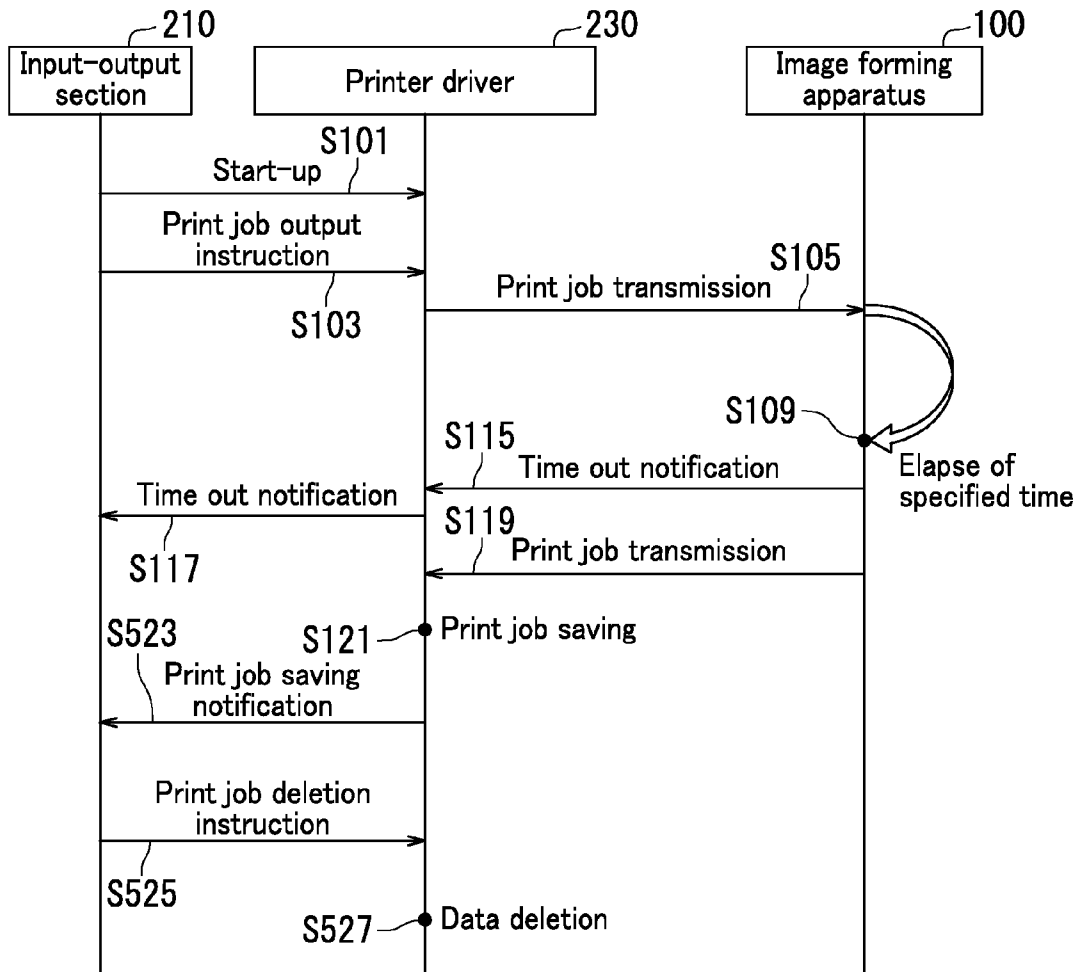 210
230
100
Input-output
section
Printer driver
Image forming
apparatus
S101
Start-up
Print job output
instruction
S103
S105
Print job transmission
S109
Elapse of
specified time
S115
Time out notification
Time out notification
S117
S119
Print job transmission
S121
Print job saving
S523
Print job saving
notification
Print job deletion
instruction
S525
S527
Data deletion